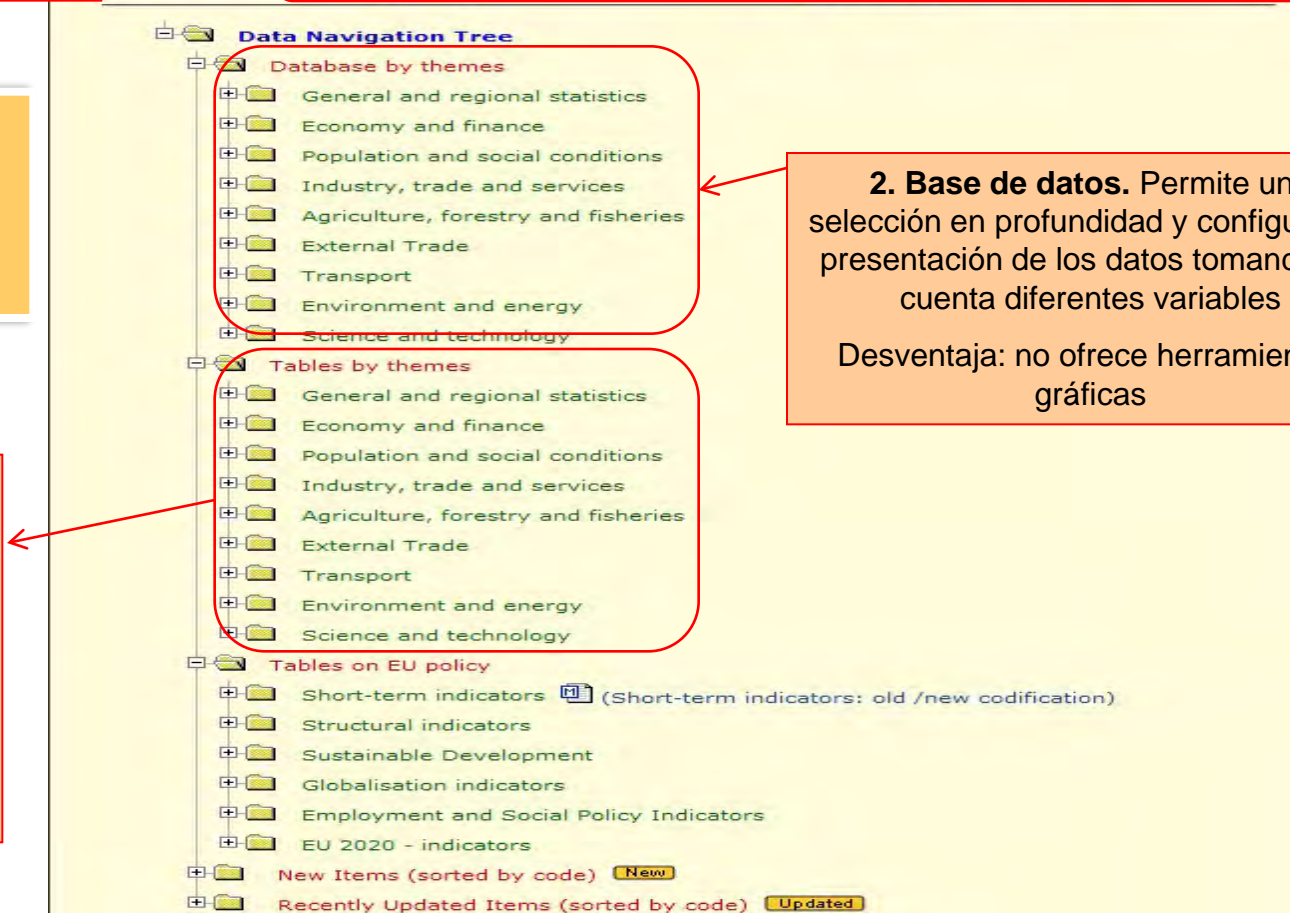 Data Navigation Tree
Database by themes
General and regional statistics
Economy and finance
Population and social conditions
Industry, trade and services
Agriculture, forestry and fisheries
External Trade
Transport
Environment and energy
Science and technology
Tables by themes
General and regional statistics
Economy and finance
Population and social conditions
Industry, trade and services
Agriculture, forestry and fisheries
External Trade
Transport
Environment and energy
Science and technology
Tables on EU policy
Short-term indicators (Short-term indicators: old /new codification)
Structural indicators
Sustainable Development
Globalisation indicators
Employment and Social Policy Indicators
EU 2020 - indicators
New Items (sorted by code) New
Recently Updated Items (sorted by code) Updated
2. Base de datos. Permite un
selección en profundidad y configu
presentación de los datos toman
cuenta diferentes variables
Desventaja: no ofrece herramien
gráficas